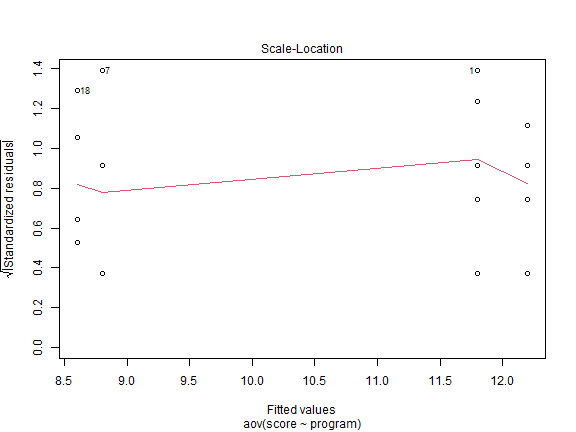 Scale-Location
√|Standardized residuals|
1.4
1.2
1.0
0.8
0.6
0.4
0.2
0.0
7
1
18
8.5 9.0 9.5 10.0 10.5 11.0 11.5 12.0
Fitted values
aov(score ~ program)